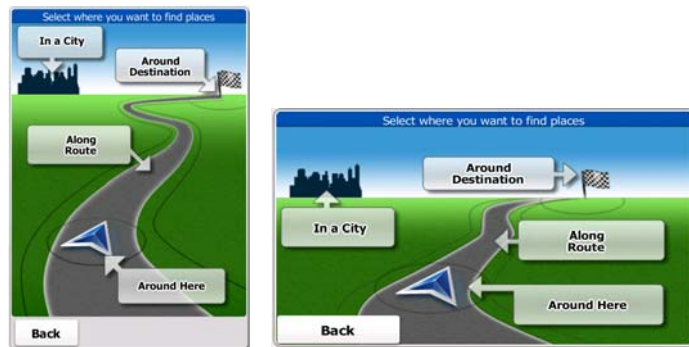 Select where you want to find places
In a City
Around
Destination
Along
Route
Around Here
Back
Select where you want to find places
Around
Destination
In a City
Along
Route
Around Here
Back